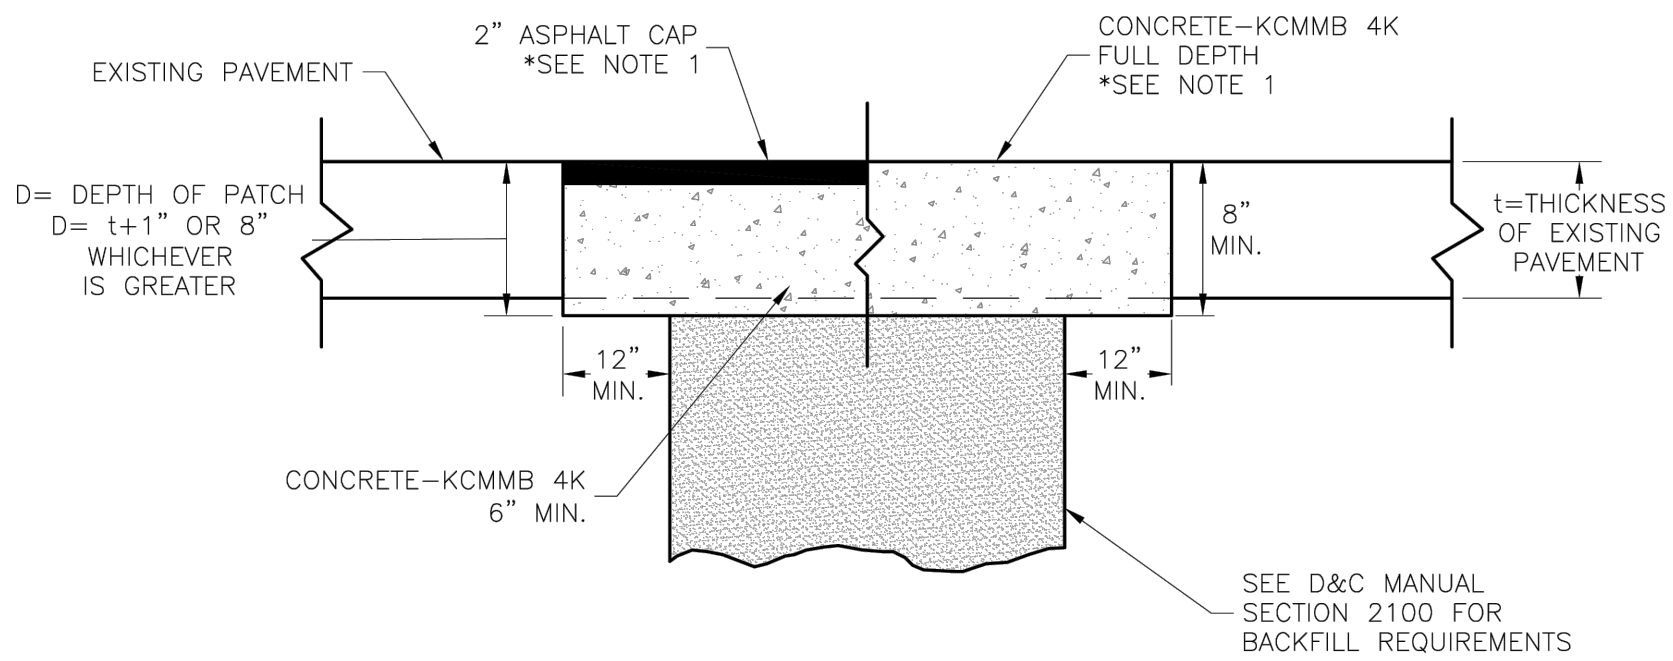 2” ASPHALT CAP
*SEE NOTE 1
CONCRETE-KCMMB 4K
FULL DEPTH
*SEE NOTE 1
EXISTING PAVEMENT
D= DEPTH OF PATCH
D= t+1” OR 8”
WHICHEVER
IS GREATER
8”
MIN.
t=THICKNESS
OF EXISTING
PAVEMENT
12”
MIN.
12”
MIN.
CONCRETE-KCMMB 4K
6” MIN.
SEE D&C MANUAL
SECTION 2100 FOR
BACKFILL REQUIREMENTS